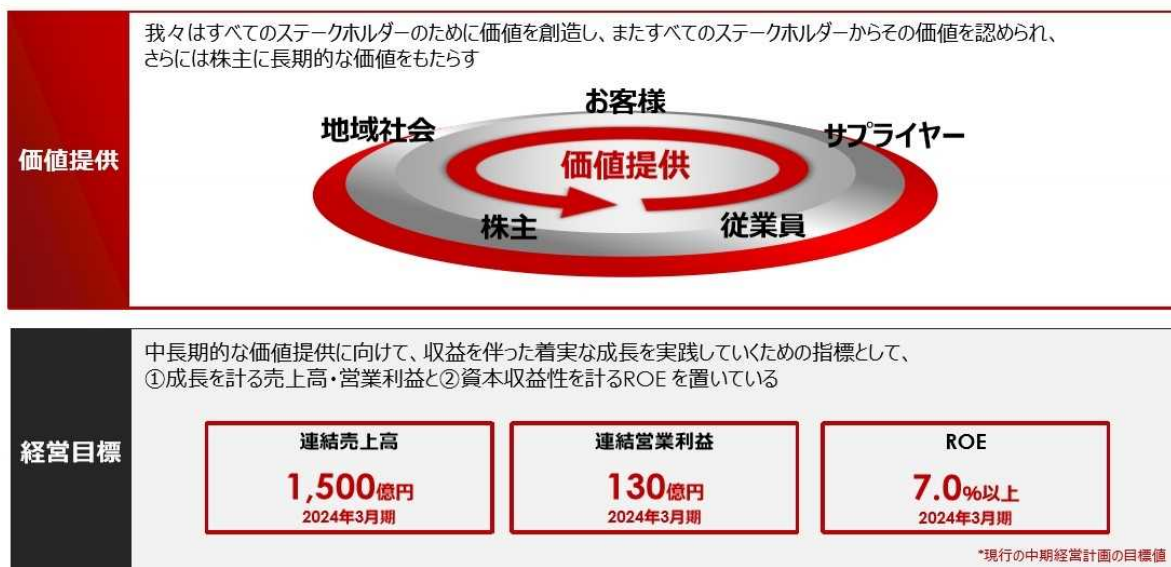 我々はすべてのステークホルダーのために価値を創造し、またすべてのステークホルダーからその価値を認められ、
さらには株主に長期的な価値をもたらす
価値提供
お客様
地域社会
サプライヤー
価値提供
株主
従業員
中長期的な価値提供に向けて、収益を伴った着実な成長を実践していくための指標として、
①成長を計る売上高・営業利益と②資本収益性を計るROE を置いている
経営目標
連結売上高
1,500億円
2024年3月期
連結営業利益
130億円
2024年3月期
ROE
7.0%以上
2024年3月期
*現行の中期経営計画の目標値